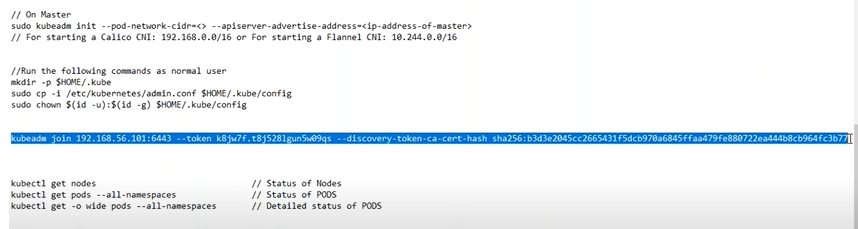 // On Master
sudo kubeadm init --pod-network-cidr=<> --apiserver-advertise-address=<ip-address-of-master>
// For starting a Calico CNI: 192.168.0.0/16 or For starting a Flannel CNI: 10.244.0.0/16
//Run the following commands as normal user
mkdir -p $HOME/.kube
sudo cp -i /etc/kubernetes/admin.conf $HOME/.kube/config
sudo chown $(id -u):$(id -g) $HOME/.kube/config
kubeadm join 192.168.56.101:6443 --token k8jw7f.t8j528lgun5w09qs --discovery-token-ca-cert-hash sha256:b3d3e2045cc2665431f5dcb970a6845ffaa479fe880722ea444b8cb964fc3b77
kubectl get nodes // Status of Nodes
kubectl get pods --all-namespaces // Status of PODS
kubectl get -o wide pods --all-namespaces // Detailed status of PODS